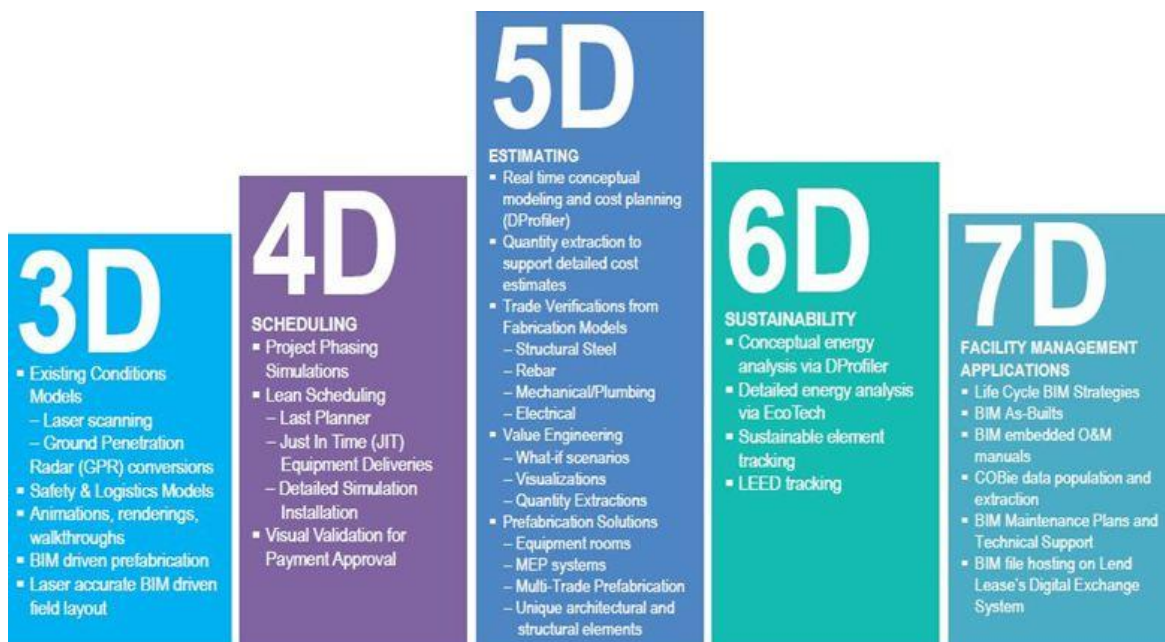 3D
▪ Existing Conditions
Models
– Laser scanning
– Ground Penetration
Radar (GPR) conversions
▪ Safety & Logistics Models
▪ Animations, renderings,
walkthroughs
▪ BIM driven prefabrication
▪ Laser accurate BIM driven
field layout
4D
SCHEDULING
▪ Project Phasing
Simulations
▪ Lean Scheduling
– Last Planner
– Just In Time (JIT)
Equipment Deliveries
– Detailed Simulation
Installation
▪ Visual Validation for
Payment Approval
5D
ESTIMATING
▪ Real time conceptual
modeling and cost planning
(DProfiler)
▪ Quantity extraction to
support detailed cost
estimates
▪ Trade Verifications from
Fabrication Models
– Structural Steel
– Rebar
– Mechanical/Plumbing
– Electrical
▪ Value Engineering
– What-if scenarios
– Visualizations
– Quantity Extractions
▪ Prefabrication Solutions
– Equipment rooms
– MEP systems
– Multi-Trade Prefabrication
– Unique architectural and
structural elements
6D
SUSTAINABILITY
▪ Conceptual energy
analysis via DProfiler
▪ Detailed energy analysis
via EcoTech
▪ Sustainable element
tracking
▪ LEED tracking
7D
FACILITY MANAGEMENT
APPLICATIONS
▪ Life Cycle BIM Strategies
▪ BIM As-Builts
▪ BIM embedded O&M
manuals
▪ COBie data population and
extraction
▪ BIM Maintenance Plans and
Technical Support
▪ BIM file hosting on Lend
Lease's Digital Exchange
System